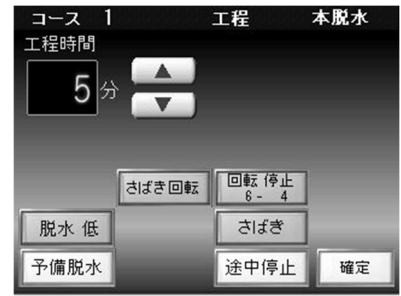 コース 1 工程 本脱水
工程時間
5 分
▲
▼
さばき回転 回転 停止
6 - 4
脱水 低 さばき
予備脱水 途中停止 確定